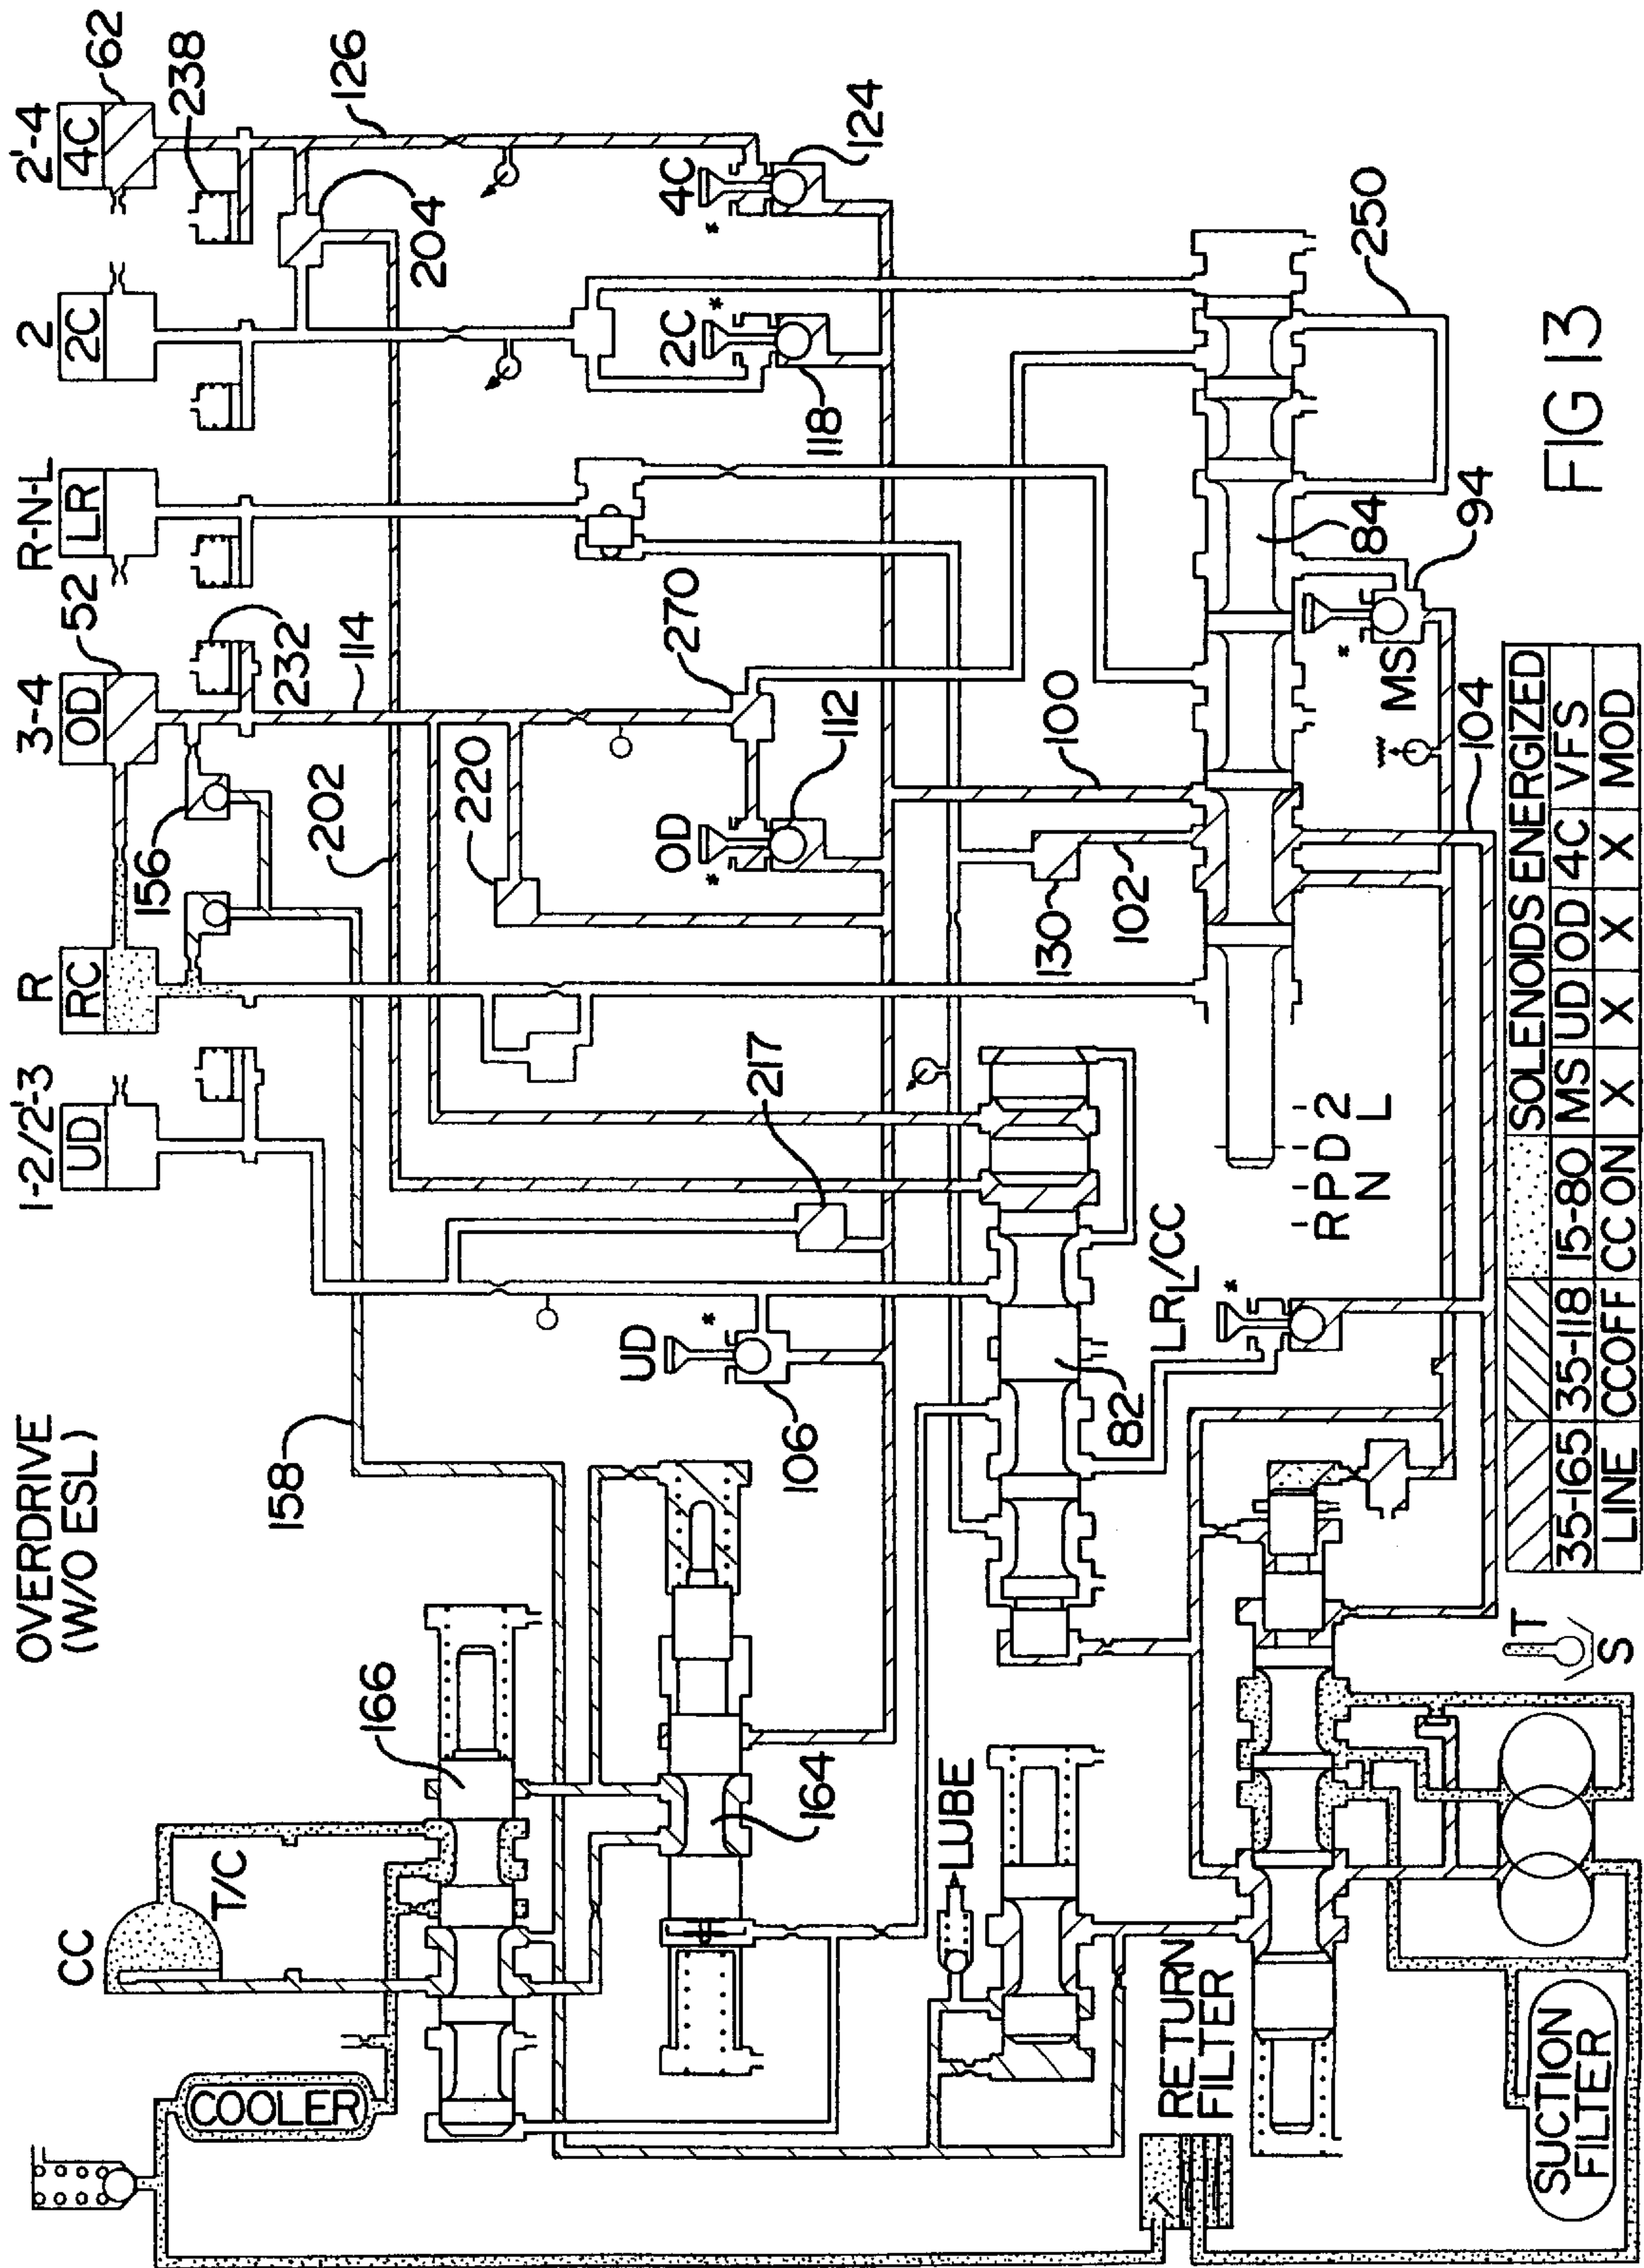 OVERDRIVE
(W/O ESL)
1-2/2'-3
R
3-4
R-N-L
2
2'-4
UD
RC
OD
LR
2C
4C
52
62
238
232
156
114
126
204
202
158
220
270
OD
112
2C
118
4C
124
217
UD
106
130
102
100
250
84
94
MS
104
166
164
82
LRL/CC
CC
T/C
COOLER
LUBE
RETURN
FILTER
SUCTION
FILTER
T
S
R P D 2
N L
SOLENOIDS ENERGIZED
35-165 35-118 15-80 MS UD OD 4C VFS
LINE CCOFF CC ON X X X X MOD
FIG 13